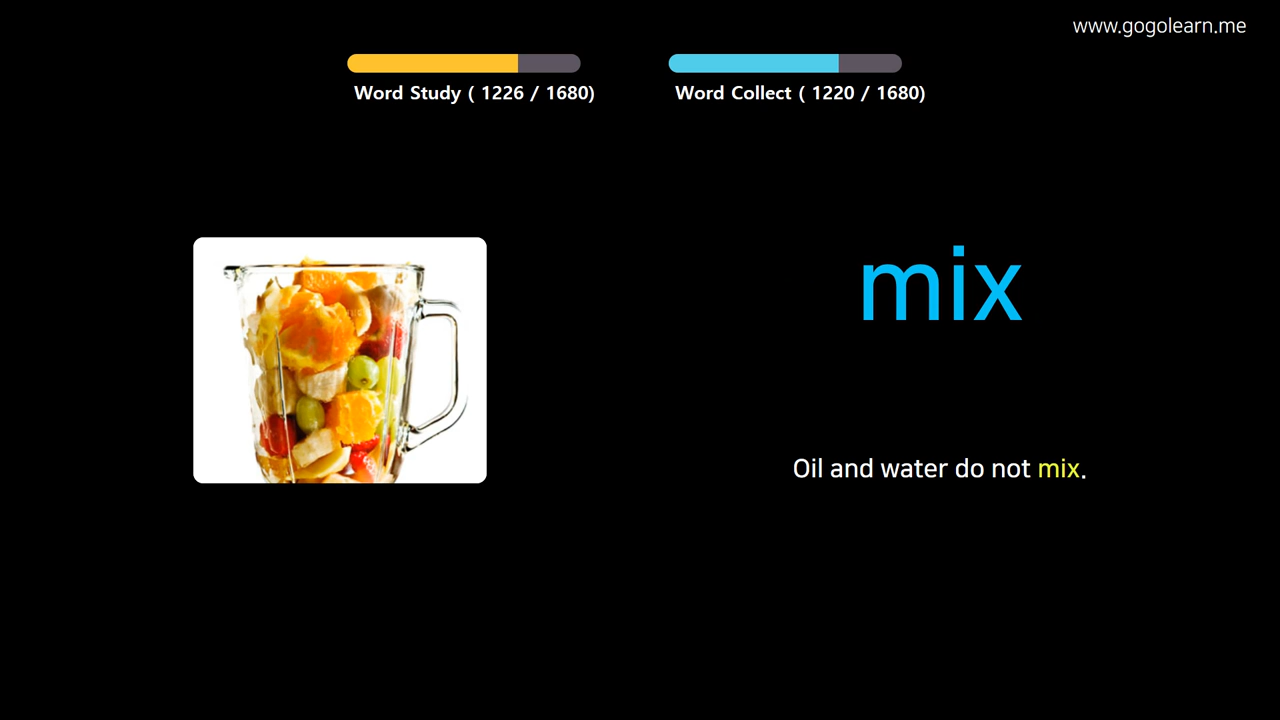 www.gogolearn.me
Word Study ( 1226 / 1680)
Word Collect ( 1220 / 1680)
mix
Oil and water do not mix.